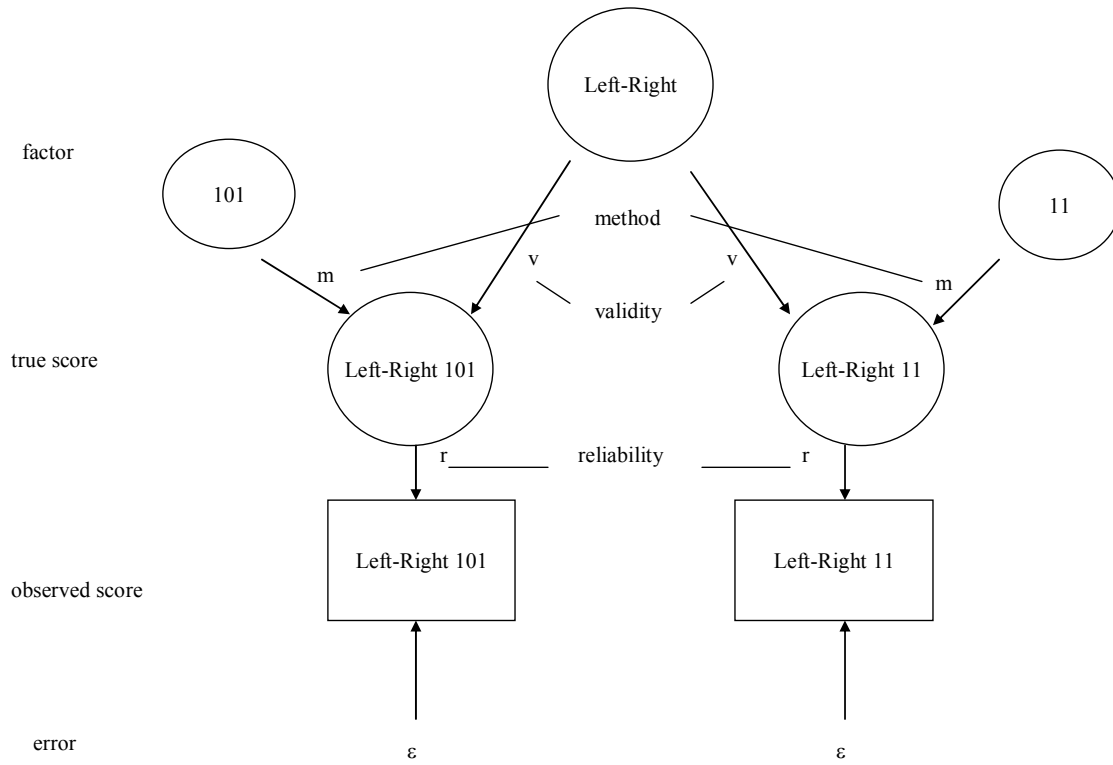 Left-Right
factor
101
11
method
m
v
v
m
validity
true score
Left-Right 101
Left-Right 11
r
reliability
r
Left-Right 101
Left-Right 11
observed score
error
ε
ε